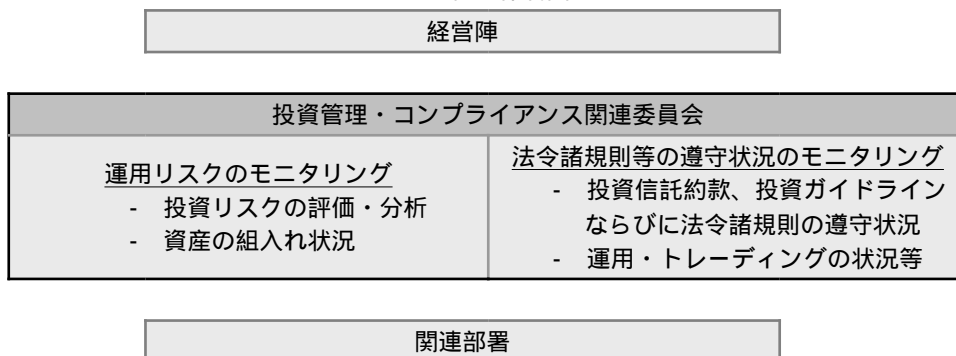 経営陣
投資管理・コンプライアンス関連委員会
運用リスクのモニタリング
- 投資リスクの評価・分析
- 資産の組入れ状況
法令諸規則等の遵守状況のモニタリング
- 投資信託約款、投資ガイドライン
ならびに法令諸規則の遵守状況
- 運用・トレーディングの状況等
関連部署